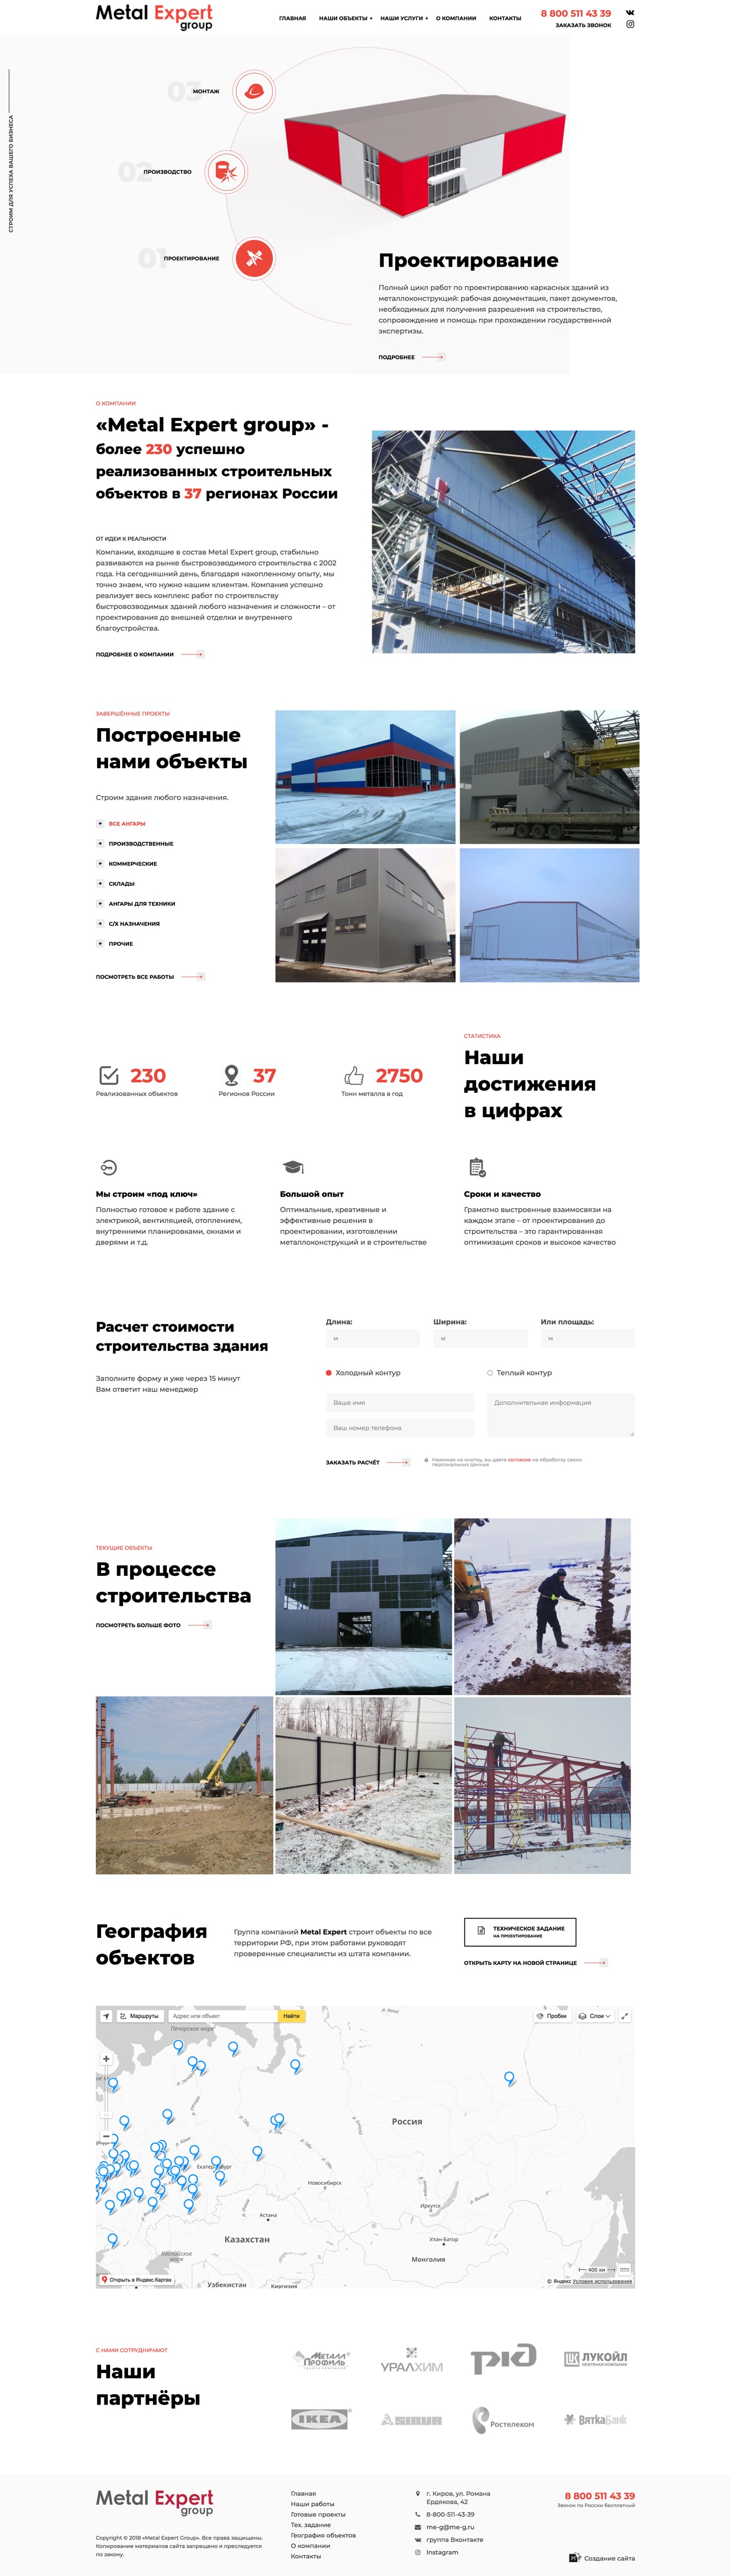 Metal Expert
group
ГЛАВНАЯ
НАШИ ОБЪЕКТЫ
НАШИ УСЛУГИ
О КОМПАНИИ
КОНТАКТЫ
8 800 511 43 39
ЗАКАЗАТЬ ЗВОНОК
СТРОИМ ДЛЯ УСПЕХА ВАШЕГО БИЗНЕСА
03
МОНТАЖ
02
ПРОИЗВОДСТВО
01
ПРОЕКТИРОВАНИЕ
Проектирование
Полный цикл работ по проектированию каркасных зданий из
металлоконструкций: рабочая документация, пакет документов,
необходимых для получения разрешения на строительство,
сопровождение и помощь при прохождении государственной
экспертизы.
ПОДРОБНЕЕ
О КОМПАНИИ
«Metal Expert group» -
более 230 успешно
реализованных строительных
объектов в 37 регионах России
ОТ ИДЕИ К РЕАЛЬНОСТИ
Компании, входящие в состав Metal Expert group, стабильно
развиваются на рынке быстровозводимого строительства с 2002
года. На сегодняшний день, благодаря накопленному опыту, мы
точно знаем, что нужно нашим клиентам. Компания успешно
реализует весь комплекс работ по строительству
быстровозводимых зданий любого назначения и сложности – от
проектирования до внешней отделки и внутреннего
благоустройства.
ПОДРОБНЕЕ О КОМПАНИИ
ЗАВЕРШЁННЫЕ ПРОЕКТЫ
Построенные
нами объекты
Строим здания любого назначения.
ВСЕ АНГАРЫ
ПРОИЗВОДСТВЕННЫЕ
КОММЕРЧЕСКИЕ
СКЛАДЫ
АНГАРЫ ДЛЯ ТЕХНИКИ
С/Х НАЗНАЧЕНИЯ
ПРОЧИЕ
ПОСМОТРЕТЬ ВСЕ РАБОТЫ
230
Реализованных объектов
37
Регионов России
2750
Тонн металла в год
СТАТИСТИКА
Наши
достижения
в цифрах
Мы строим «под ключ»
Полностью готовое к работе здание с
электрикой, вентиляцией, отоплением,
внутренними планировками, окнами и
дверями и т.д.
Большой опыт
Оптимальные, креативные и
эффективные решения в
проектировании, изготовлении
металлоконструкций и в строительстве
Сроки и качество
Грамотно выстроенные взаимосвязи на
каждом этапе – от проектирования до
строительства – это гарантированная
оптимизация сроков и высокое качество
Расчет стоимости
строительства здания
Заполните форму и уже через 15 минут
Вам ответит наш менеджер
Длина:
Ширина:
Или площадь:
м
м
м
Холодный контур
Теплый контур
Ваше имя
Дополнительная информация
Ваш номер телефона
ЗАКАЗАТЬ РАСЧЁТ
Нажимая на кнопку, вы даете согласие на обработку своих
персональных данных
ТЕКУЩИЕ ОБЪЕКТЫ
В процессе
строительства
ПОСМОТРЕТЬ БОЛЬШЕ ФОТО
География
объектов
Группа компаний Metal Expert строит объекты по все
территории РФ, при этом работами руководят
проверенные специалисты из штата компании.
ТЕХНИЧЕСКОЕ ЗАДАНИЕ
НА ПРОЕКТИРОВАНИЕ
ОТКРЫТЬ КАРТУ НА НОВОЙ СТРАНИЦЕ
Маршруты
Адрес или объект
Найти
Пробки
Слои
Печорское море
Россия
Новосибирск
Астана
Казахстан
Иркутск
Улан-Батор
Монголия
Каспийское
море
Узбекистан
Киргизия
Открыть в Яндекс.Картах
400 км
© Яндекс Условия использования
С НАМИ СОТРУДНИЧАЮТ
Наши
партнёры
МЕТАЛЛ
ПРОФИЛЬ
УРАЛХИМ
ржд
ЛУКОЙЛ
НЕФТЯНАЯ КОМПАНИЯ
IKEA
SIBUR
Ростелеком
ВяткаБанк
Metal Expert
group
Copyright © 2018 «Metal Expert Group». Все права защищены.
Копирование материалов сайта запрещено и преследуется
по закону.
Главная
Наши работы
Готовые проекты
Тех. задание
География объектов
О компании
Контакты
г. Киров, ул. Романа
Ердякова, 42
8-800-511-43-39
me-g@me-g.ru
группа Вконтакте
Instagram
8 800 511 43 39
Звонок по России бесплатный
Создание сайта